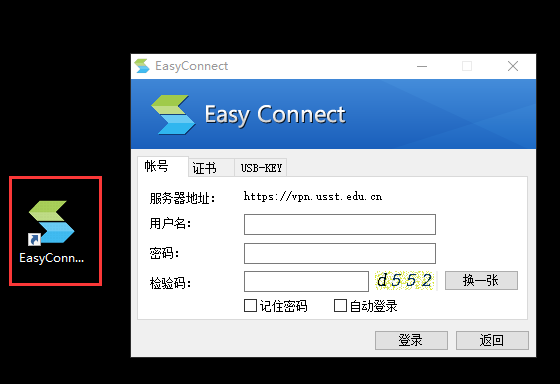 EasyConnect
Easy Connect
帐号 证书 USB-KEY
服务器地址： https://vpn.usst.edu.cn
用户名：
密码：
检验码： d552 换一张
记住密码 自动登录
登录 返回
EasyConn...